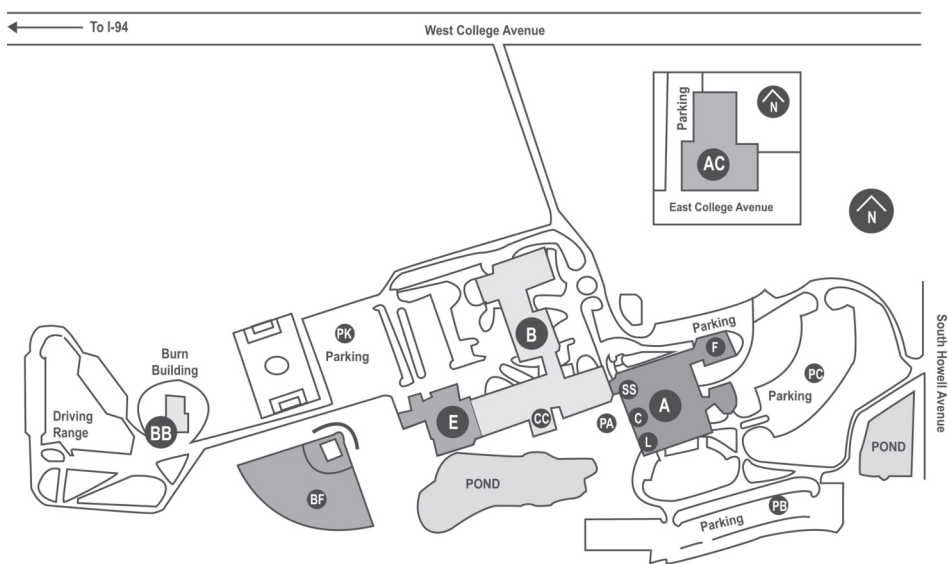 To I-94
West College Avenue
Parking
N
AC
East College Avenue
N
B
PK
Parking
Parking
F
South Howell Avenue
Burn
Building
SS
PC
Parking
Driving
Range
BB
E
CC
PA
C
A
L
POND
POND
BF
Parking
PB